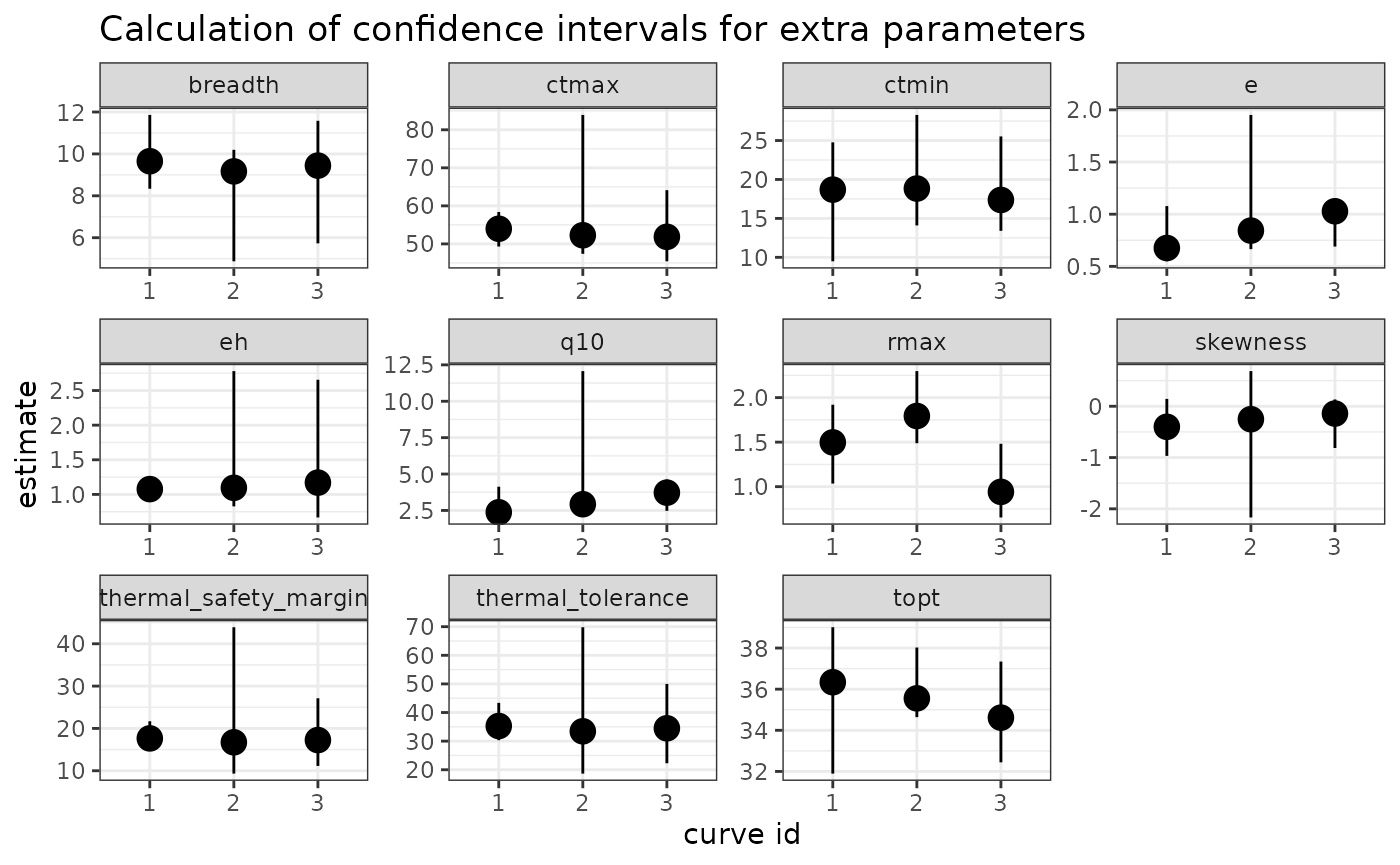 Calculation of confidence intervals for extra parameters
breadth
ctmax
ctmin
e
12
10
8
6
80
70
60
50
25
20
15
10
2.0
1.5
1.0
0.5
1 2 3
1 2 3
1 2 3
1 2 3
eh
q10
rmax
skewness
2.5
2.0
1.5
1.0
12.5
10.0
7.5
5.0
2.5
2.0
1.5
1.0
0
-1
-2
1 2 3
1 2 3
1 2 3
1 2 3
thermal_safety_margin
thermal_tolerance
topt
40
30
20
10
70
60
50
40
30
20
38
36
34
32
1 2 3
1 2 3
1 2 3
estimate
curve id